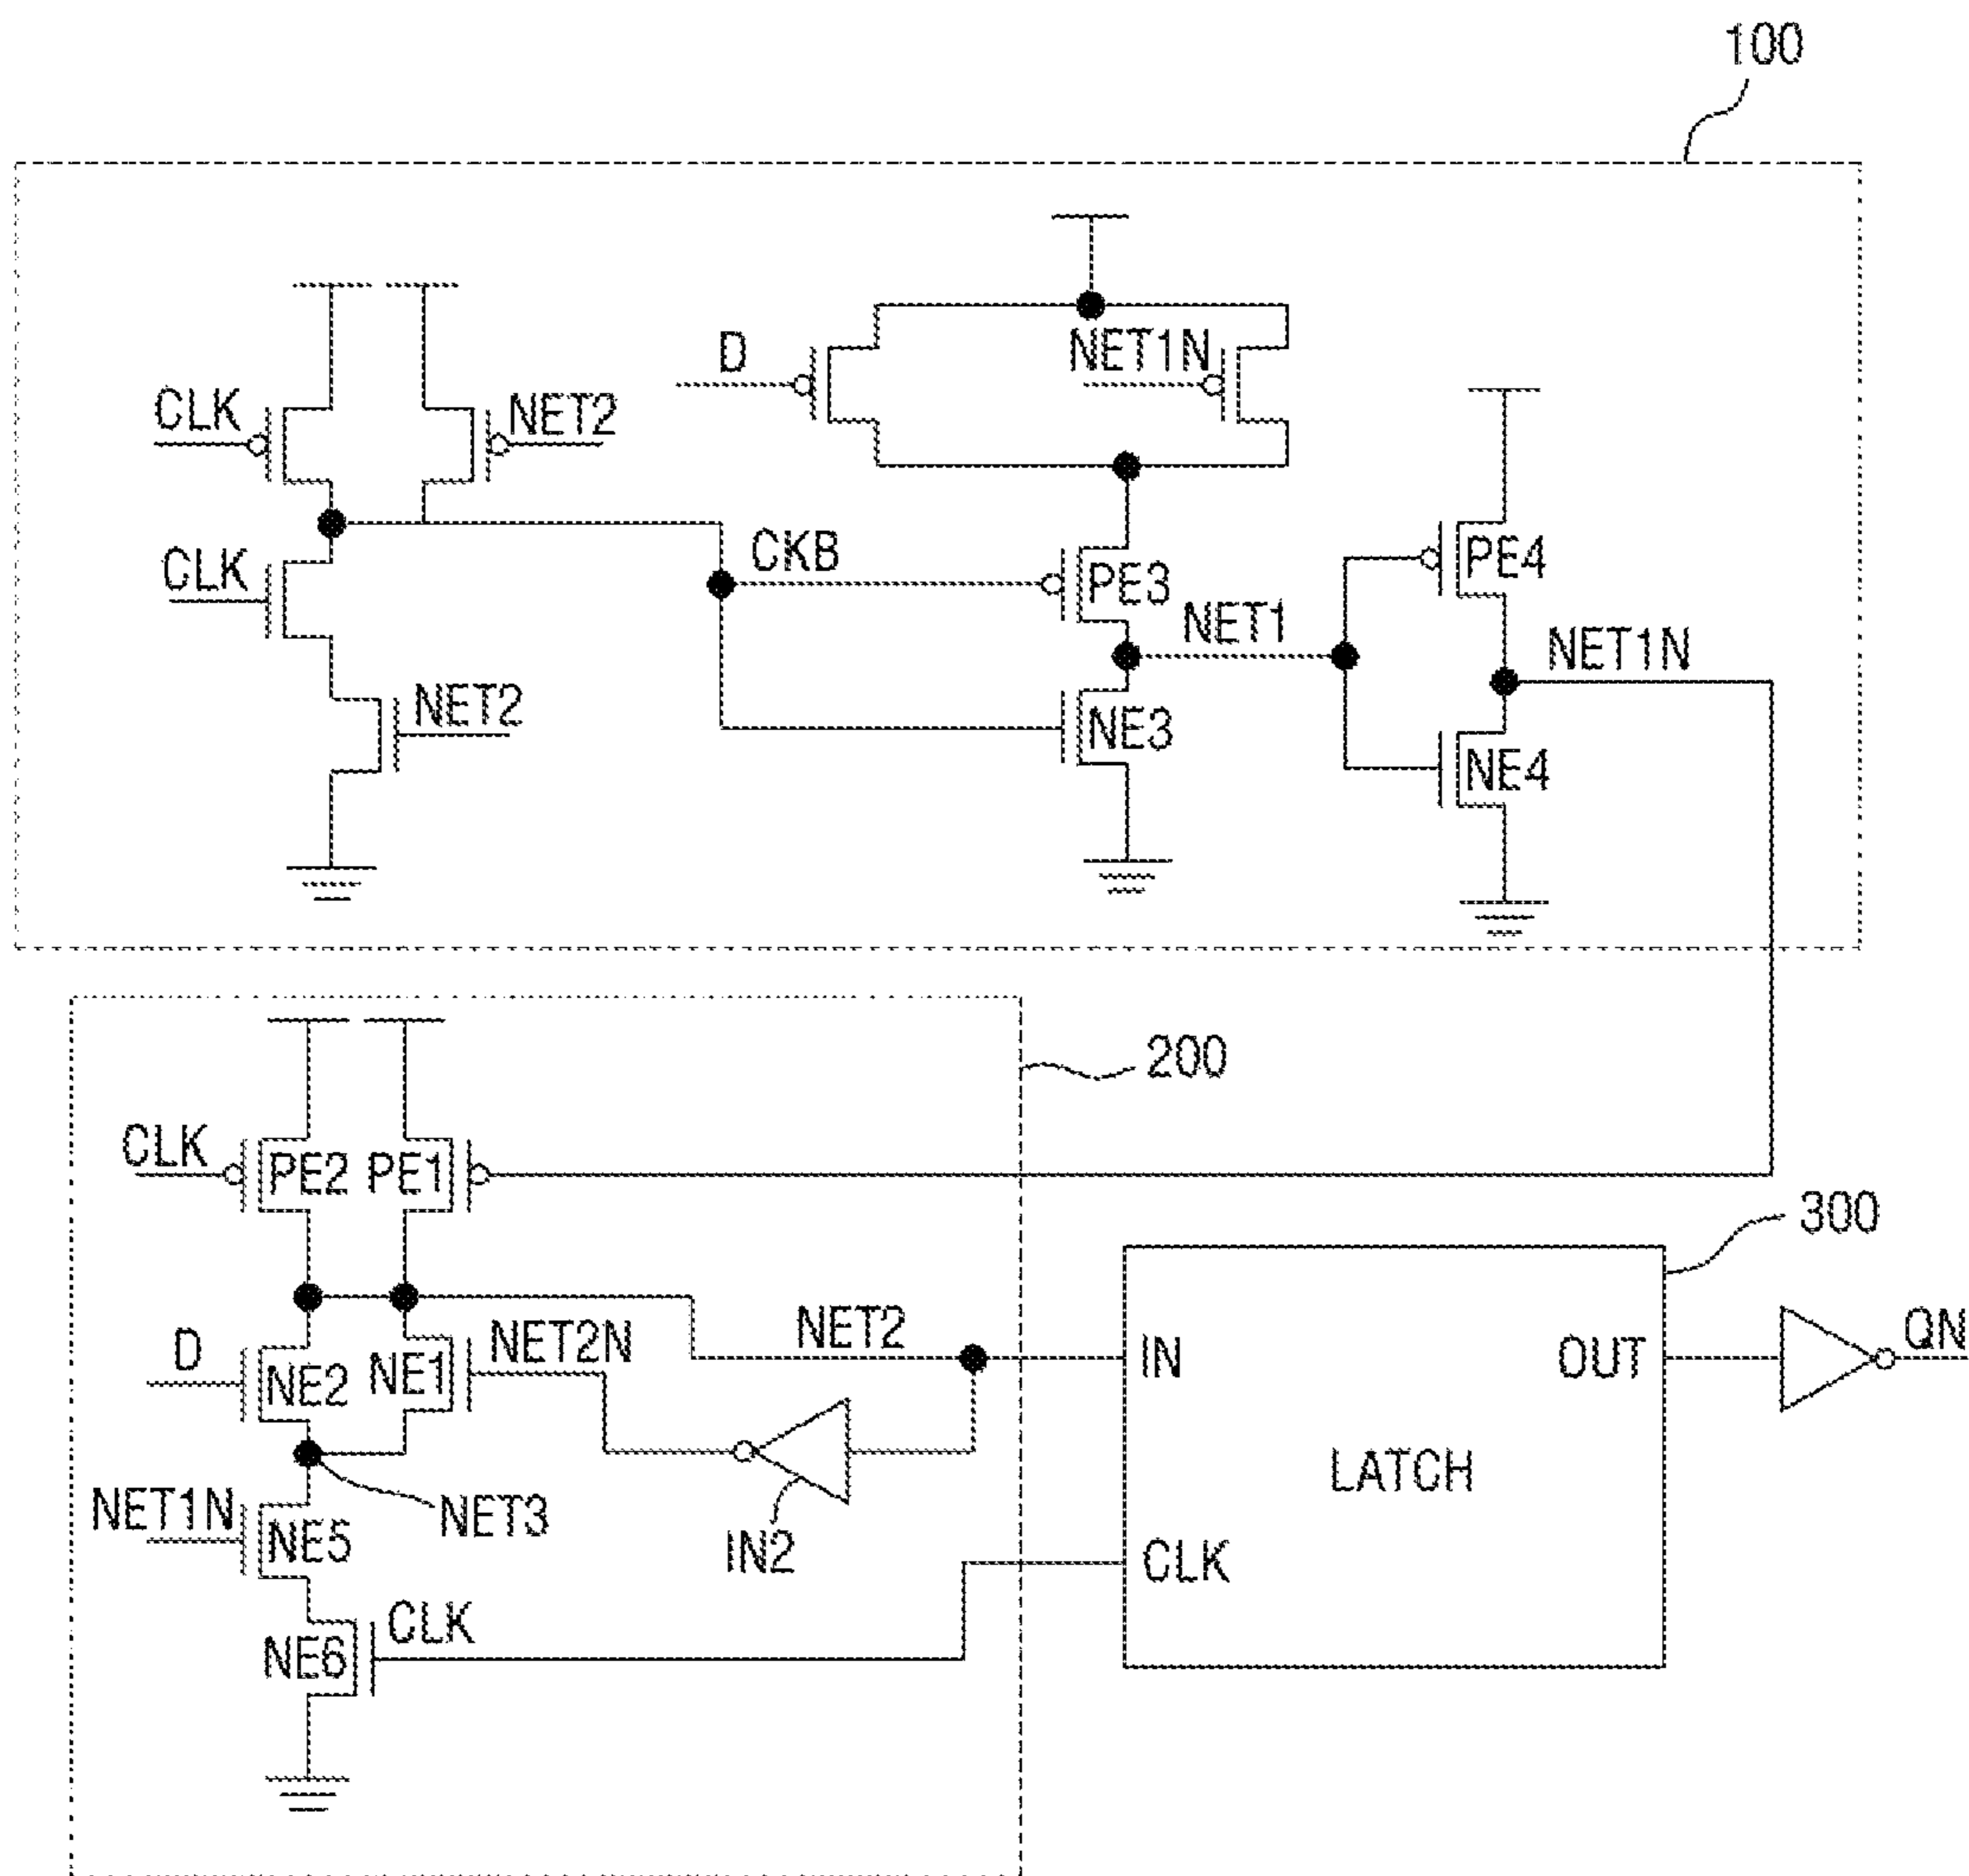 100
D
NET1N
CLK
NET2
CLK
CKB
PE3
PE4
NET1
NET1N
NET2
NE3
NE4
200
CLK
PE2
PE1
300
D
NE2
NE1
NET2N
NET2
IN
OUT
QN
LATCH
NET1N
NE5
NET3
IN2
CLK
NE6
CLK